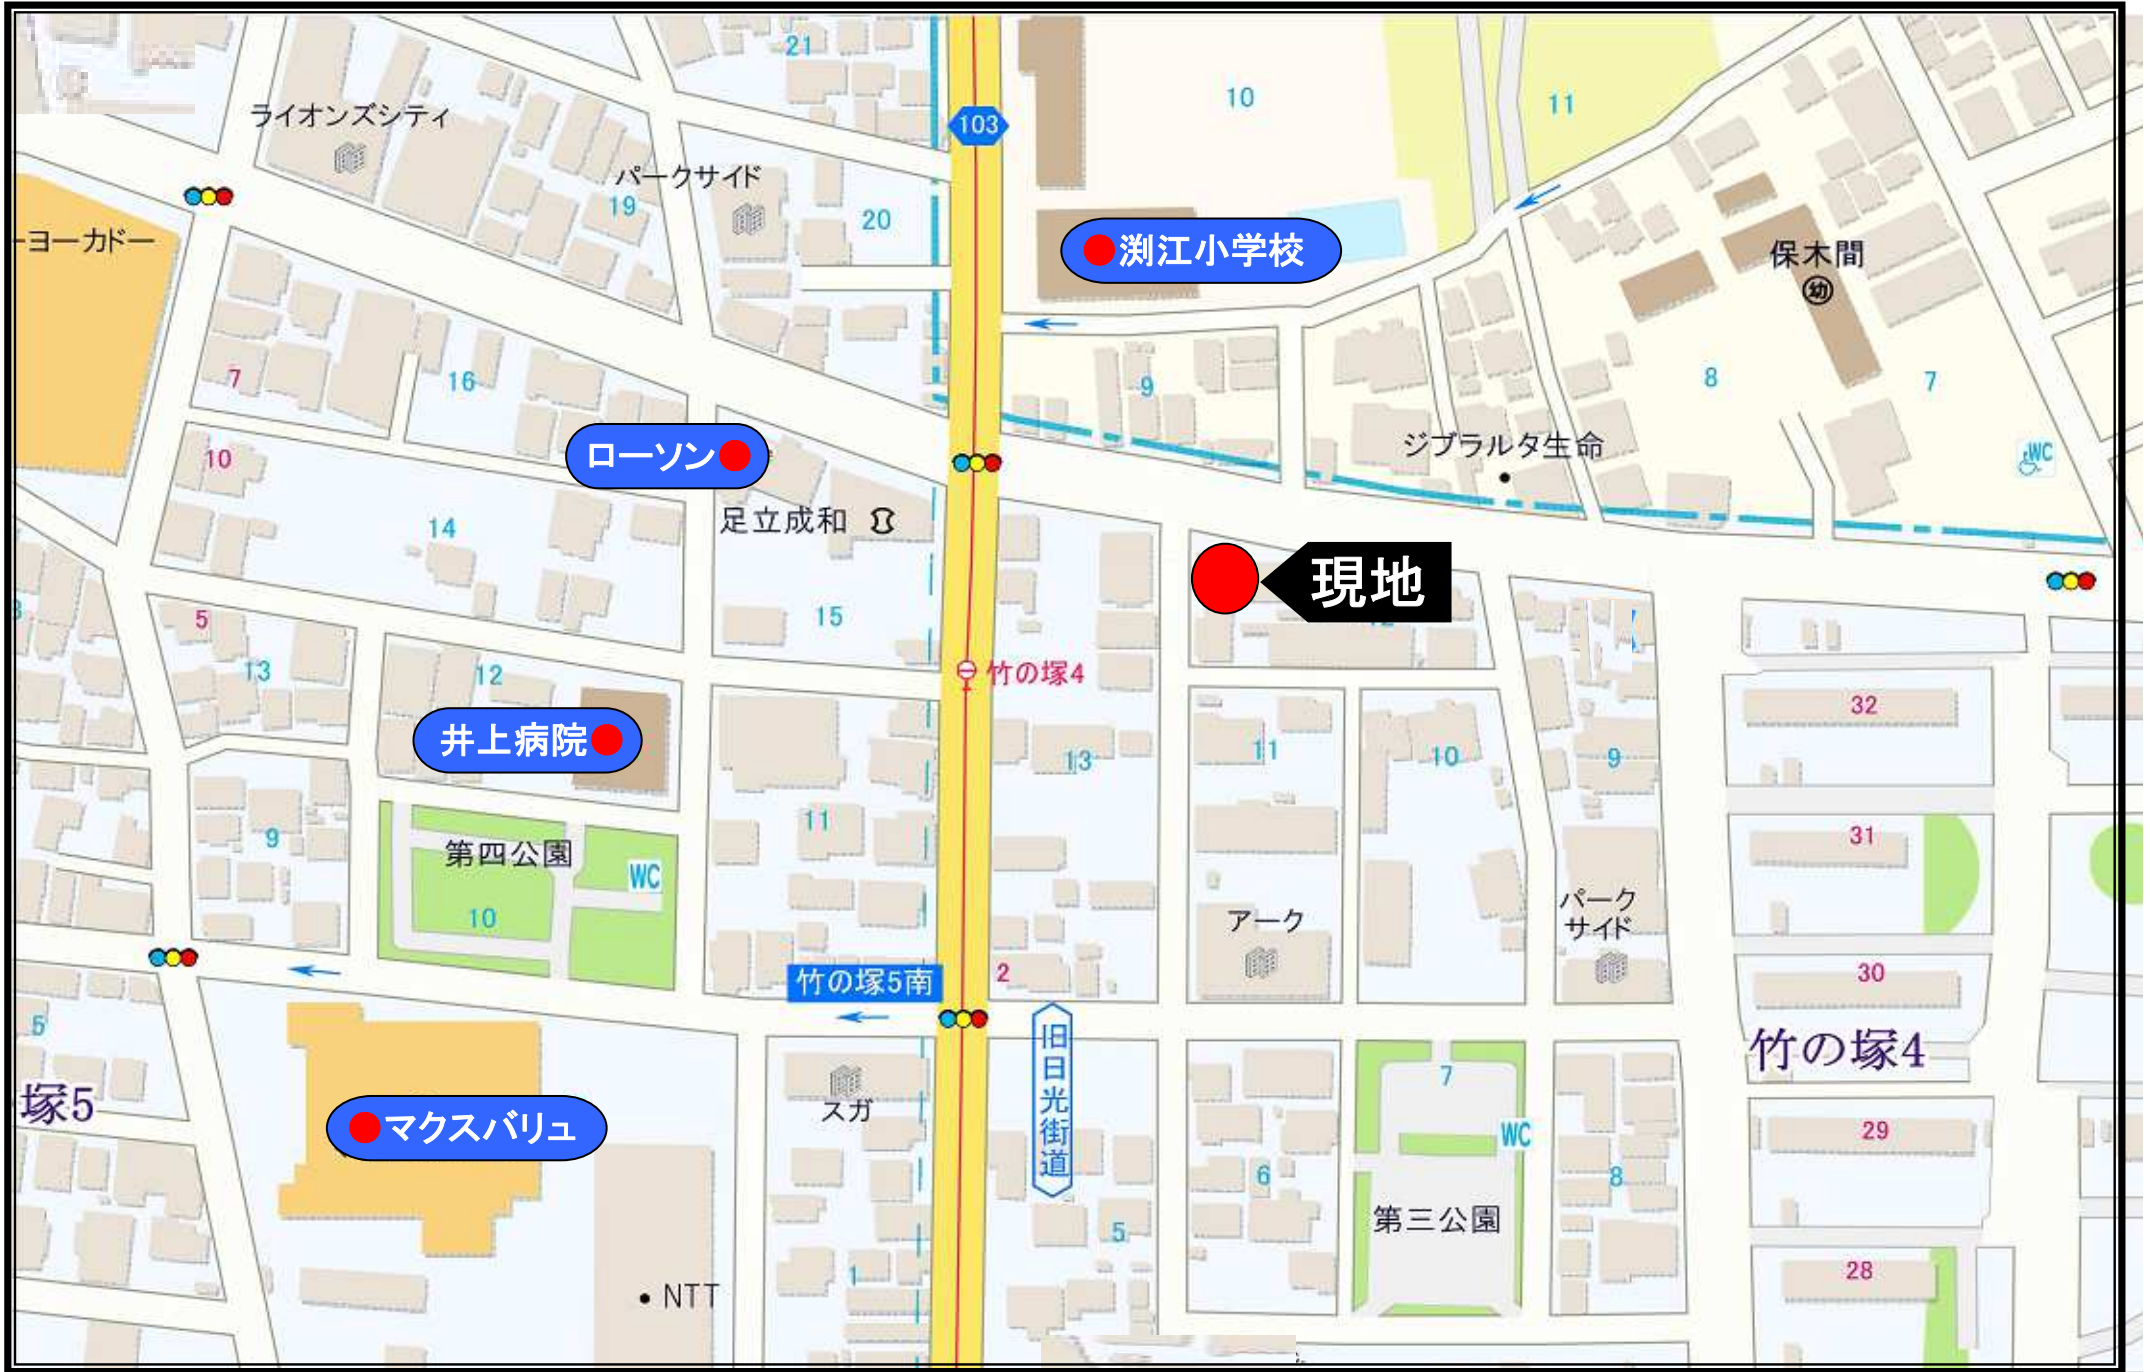 21
103
10
11
ライオンズシティ
パークサイド
19
20
渕江小学校
ーヨーカドー
保木間
幼
7
16
9
8
7
ローソン
10
ジブラルタ生命
WC
14
足立成和
現地
5
15
13
12
竹の塚4
32
井上病院
13
11
10
9
9
11
31
第四公園
WC
10
アーク
パーク
サイド
竹の塚5南
2
30
6
旧日光街道
竹の塚4
塚5
7
マクスバリュ
スガ
WC
29
6
8
第三公園
5
1
28
NTT